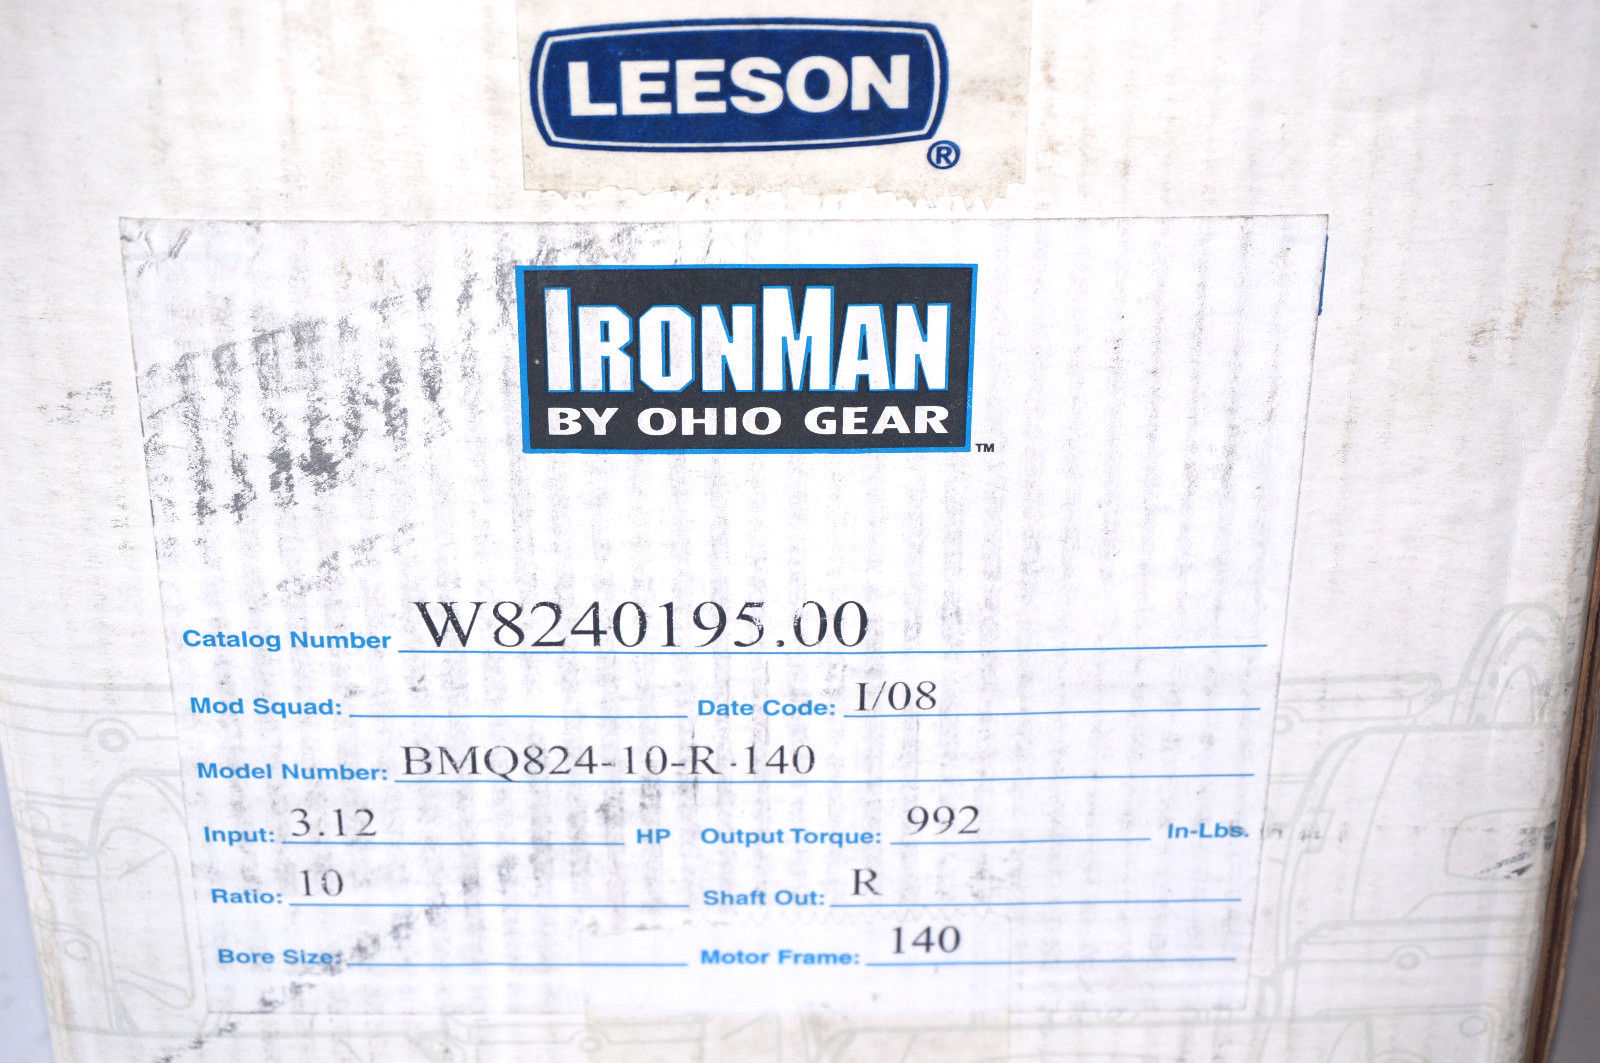 LEESON
®
IRONMAN
BY OHIO GEAR
™
Catalog Number W8240195.00
Mod Squad: Date Code: I/08
Model Number: BMQ824-10-R-140
Input: 3.12 HP Output Torque: 992 In-Lbs.
Ratio: 10 Shaft Out: R
Bore Size: Motor Frame: 140